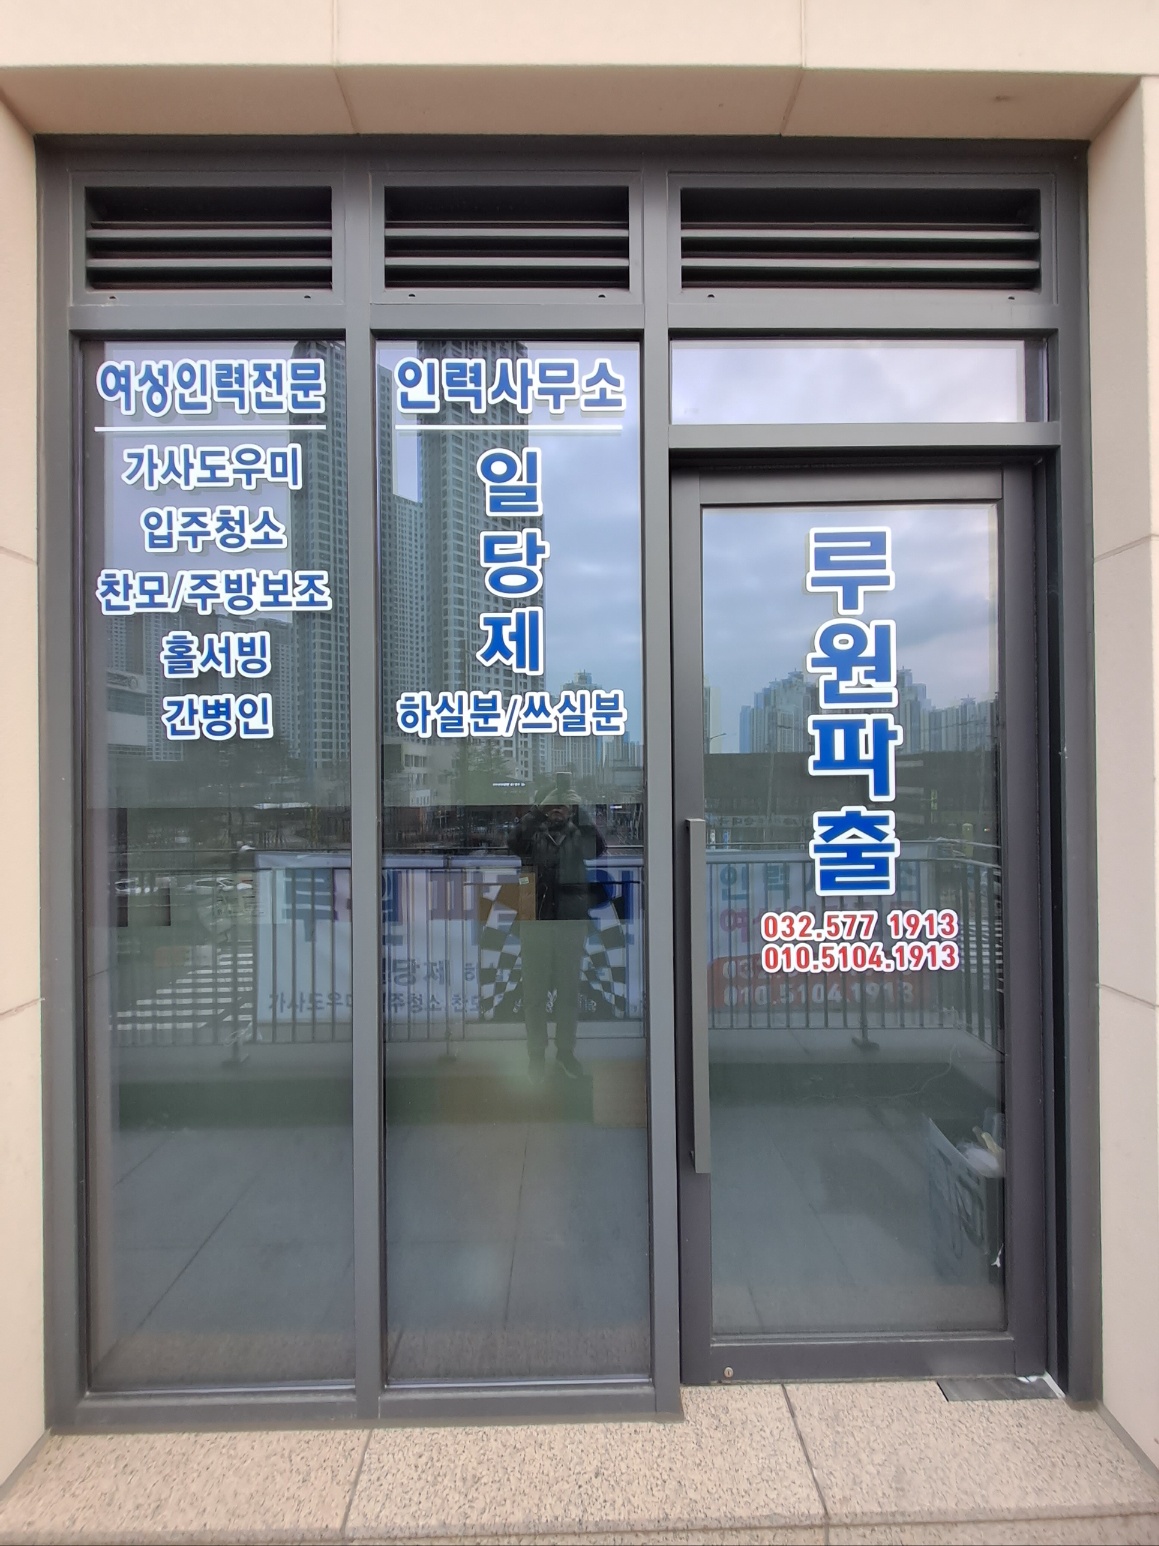 여성인력전문
가사도우미
입주청소
찬모/주방보조
홀서빙
간병인
인력사무소
일당제
하실분/쓰실분
루원파출
032.577 1913
010.5104.1913